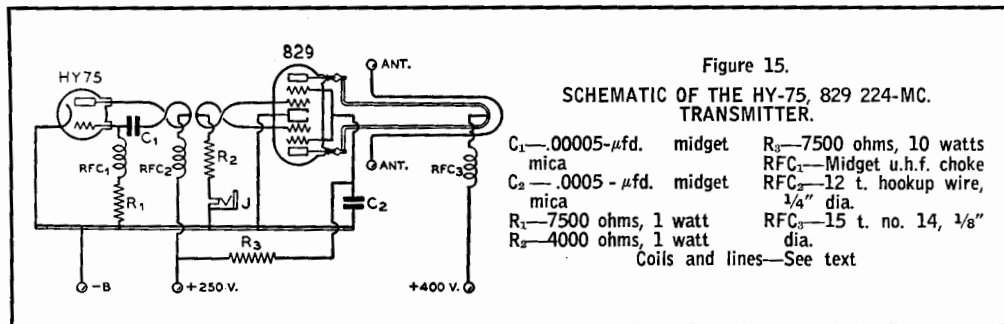 HY75
829
ANT.
C₁
RFC₁
RFC₂
R₂
R₁
J
C₂
RFC₃
ANT.
R₃
-B
+250 V.
+400 V.
Figure 15.
SCHEMATIC OF THE HY-75, 829 224-MC.
TRANSMITTER.
C₁—.00005-μfd. midget
mica
C₂—.0005-μfd. midget
mica
R₁—7500 ohms, 1 watt
R₂—4000 ohms, 1 watt
R₃—7500 ohms, 10 watts
RFC₁—Midget u.h.f. choke
RFC₂—12 t. hookup wire,
¼" dia.
RFC₃—15 t. no. 14, ⅛"
dia.
Coils and lines—See text